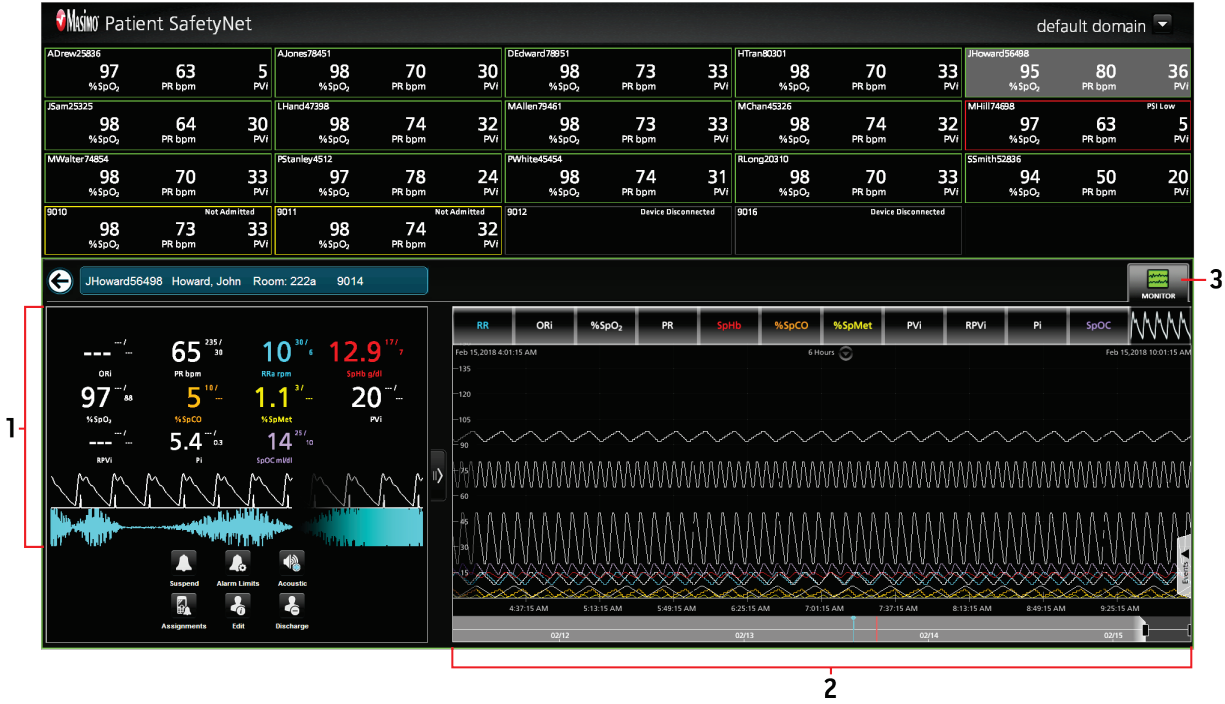 Masimo Patient SafetyNet
default domain
ADrew25836 AJones78451 DEdward78951 HTran80301 JHoward56498
97 63 5 98 70 30 98 73 33 98 70 33 95 80 36
%SpO₂ PR bpm PVi %SpO₂ PR bpm PVi %SpO₂ PR bpm PVi %SpO₂ PR bpm PVi %SpO₂ PR bpm PVi
JSam25325 LHand47398 MAllen79461 MChan45326 MHill74698 PSI Low
98 64 30 98 74 32 98 73 33 98 74 32 97 63 5
%SpO₂ PR bpm PVi %SpO₂ PR bpm PVi %SpO₂ PR bpm PVi %SpO₂ PR bpm PVi %SpO₂ PR bpm PVi
MWalter74854 PStanley4512 PWhite45454 RLong20310 SSmith52836
98 70 33 97 78 24 98 74 31 98 70 33 94 50 20
%SpO₂ PR bpm PVi %SpO₂ PR bpm PVi %SpO₂ PR bpm PVi %SpO₂ PR bpm PVi %SpO₂ PR bpm PVi
9010 Not Admitted 9011 Not Admitted 9012 Device Disconnected 9016 Device Disconnected
98 73 33 98 74 32
%SpO₂ PR bpm PVi %SpO₂ PR bpm PVi
JHoward56498 Howard, John Room: 222a 9014
MONITOR
3
1
--- ---/ --- 65 235/ 30 10 30/ 6 12.9 17/ 7
ORi PR bpm RRa rpm SpHb g/dl
97 ---/ 88 5 10/ --- 1.1 3/ --- 20 ---/ ---
%SpO₂ %SpCO %SpMet PVi
--- ---/ --- 5.4 ---/ 0.3 14 25/ 10
RPVi Pi SpOC ml/dl
Suspend Alarm Limits Acoustic
Assignments Edit Discharge
RR ORi %SpO₂ PR SpHb %SpCO %SpMet PVi RPVi Pi SpOC
Feb 15,2018 4:01:15 AM 6 Hours Feb 15,2018 10:01:15 AM
135
120
105
90
75
60
45
30
15
Events
4:37:15 AM 5:13:15 AM 5:49:15 AM 6:25:15 AM 7:01:15 AM 7:37:15 AM 8:13:15 AM 8:49:15 AM 9:25:15 AM
02/12 02/13 02/14 02/15
2